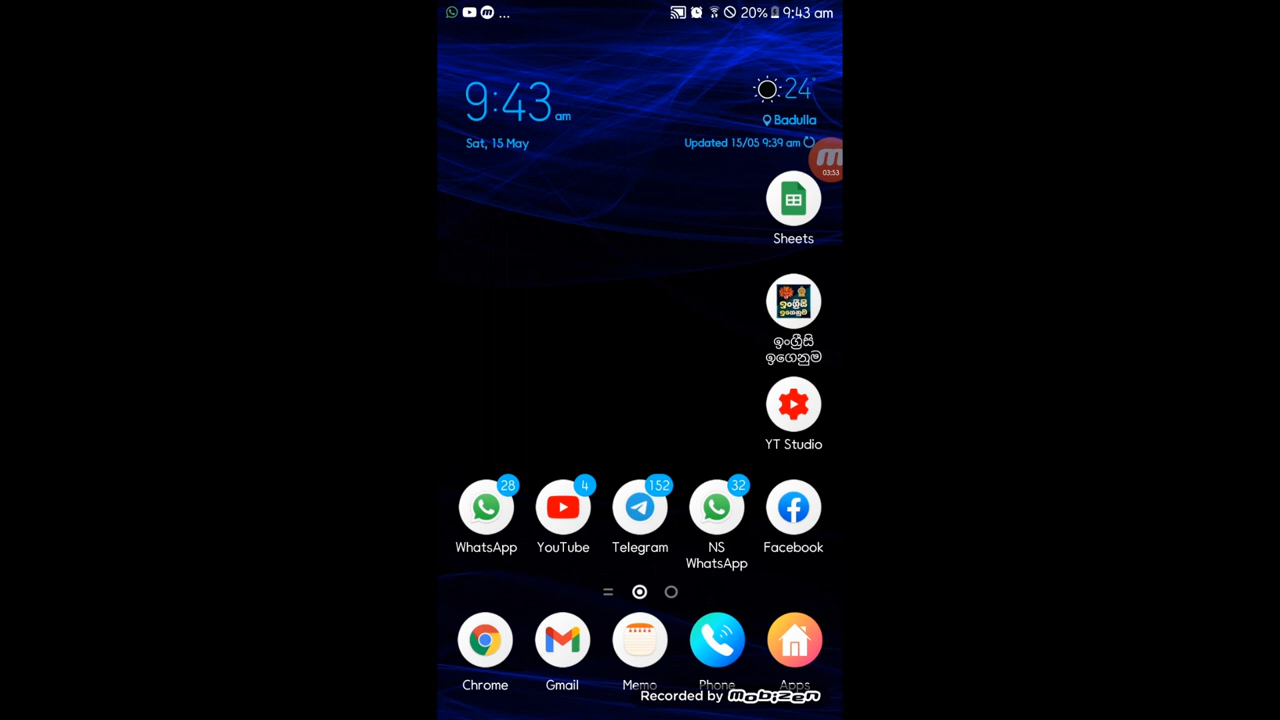 ... 20% 9:43 am
9:43 am
24°
Badulla
Sat, 15 May
Updated 15/05 9:39 am
03:53
Sheets
ඉංග්‍රීසි
ඉගෙනුම
ඉංග්‍රීසි
ඉගෙනුම
YT Studio
28
4
152
32
WhatsApp
YouTube
Telegram
NS
WhatsApp
Facebook
Chrome
Gmail
Memo
Phone
Apps
Recorded by mobizen